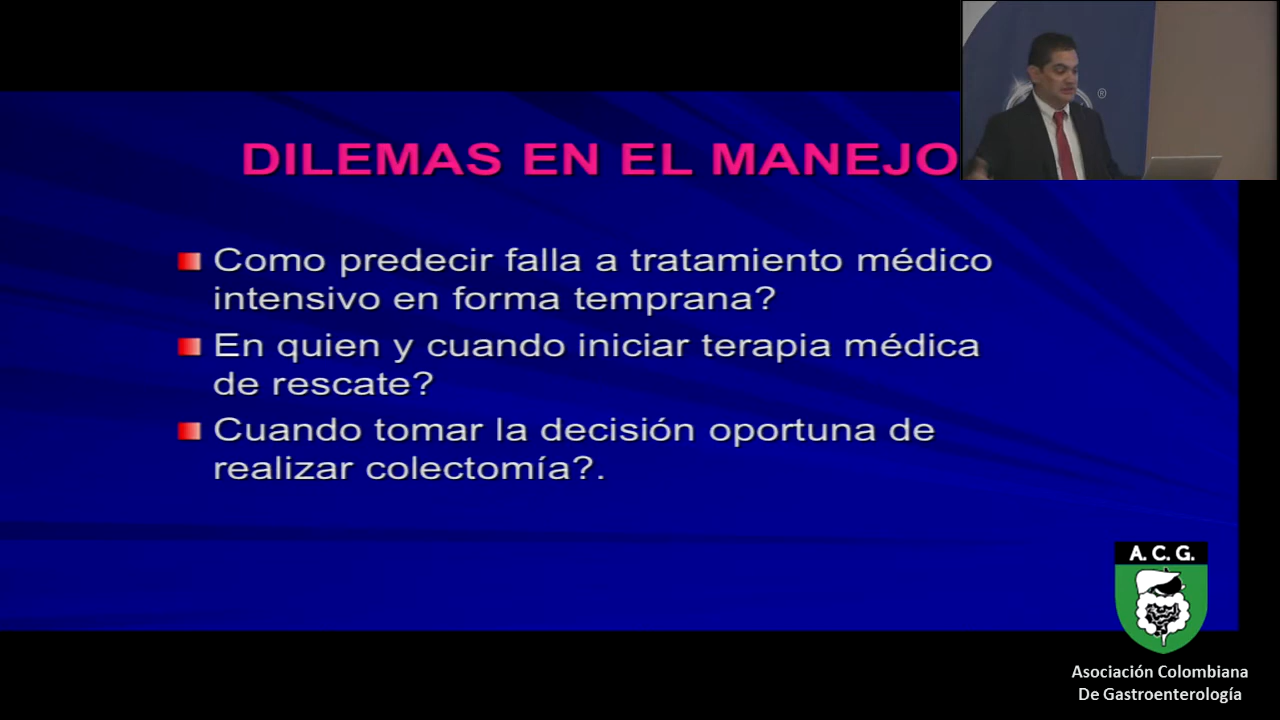 DILEMAS EN EL MANEJO
Como predecir falla a tratamiento médico
intensivo en forma temprana?
En quien y cuando iniciar terapia médica
de rescate?
Cuando tomar la decisión oportuna de
realizar colectomía?.
®
A. C. G.
Asociación Colombiana
De Gastroenterología